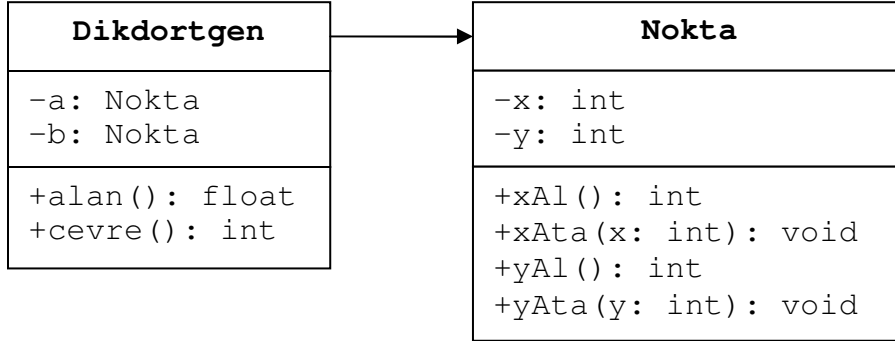 Dikdortgen
-a: Nokta
-b: Nokta
+alan(): float
+cevre(): int
Nokta
-x: int
-y: int
+xAl(): int
+xAta(x: int): void
+yAl(): int
+yAta(y: int): void